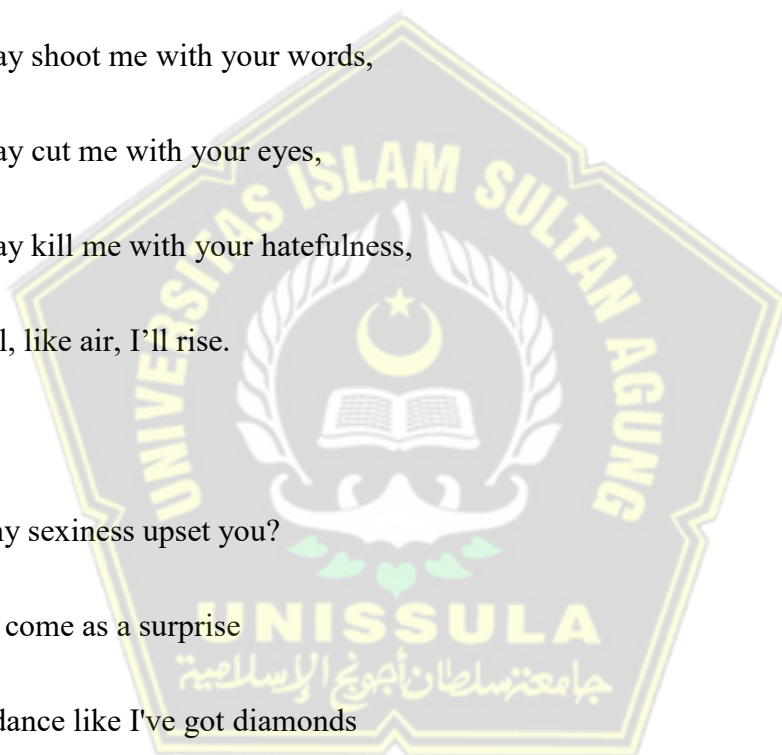 ay shoot me with your words,
ay cut me with your eyes,
UNIVERSITAS ISLAM SULTAN AGUNG
ay kill me with your hatefulness,
l, like air, I’ll rise.
ny sexiness upset you?
come as a surprise
UNISSULA
جامعة سلطان أجونج الإسلامية
dance like I've got diamonds